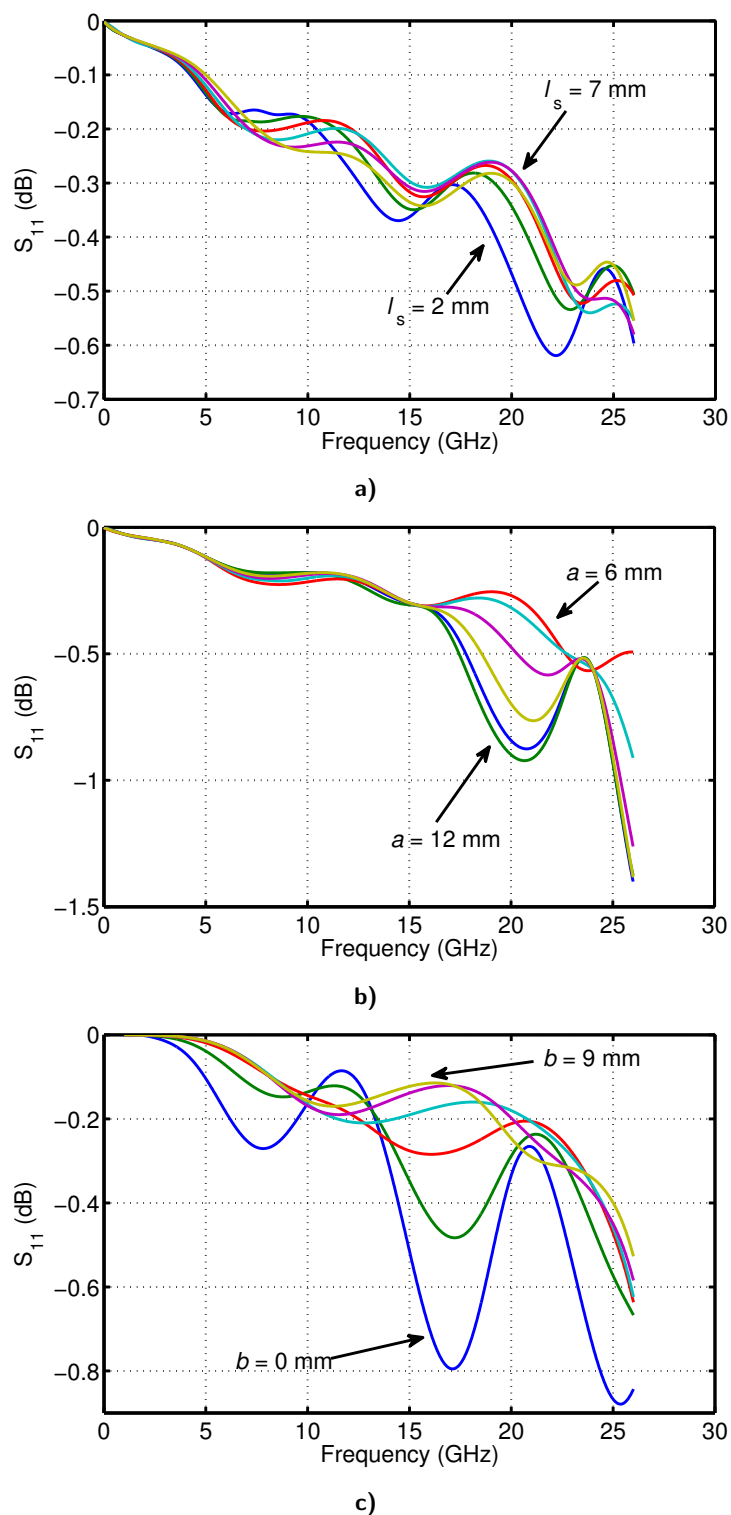 0
−0.1
−0.2
−0.3
−0.4
−0.5
−0.6
−0.7
S11 (dB)
ls = 7 mm
ls = 2 mm
0 5 10 15 20 25 30
Frequency (GHz)
a)
0
−0.5
−1
−1.5
S11 (dB)
a = 6 mm
a = 12 mm
0 5 10 15 20 25 30
Frequency (GHz)
b)
0
−0.2
−0.4
−0.6
−0.8
S11 (dB)
b = 9 mm
b = 0 mm
0 5 10 15 20 25 30
Frequency (GHz)
c)